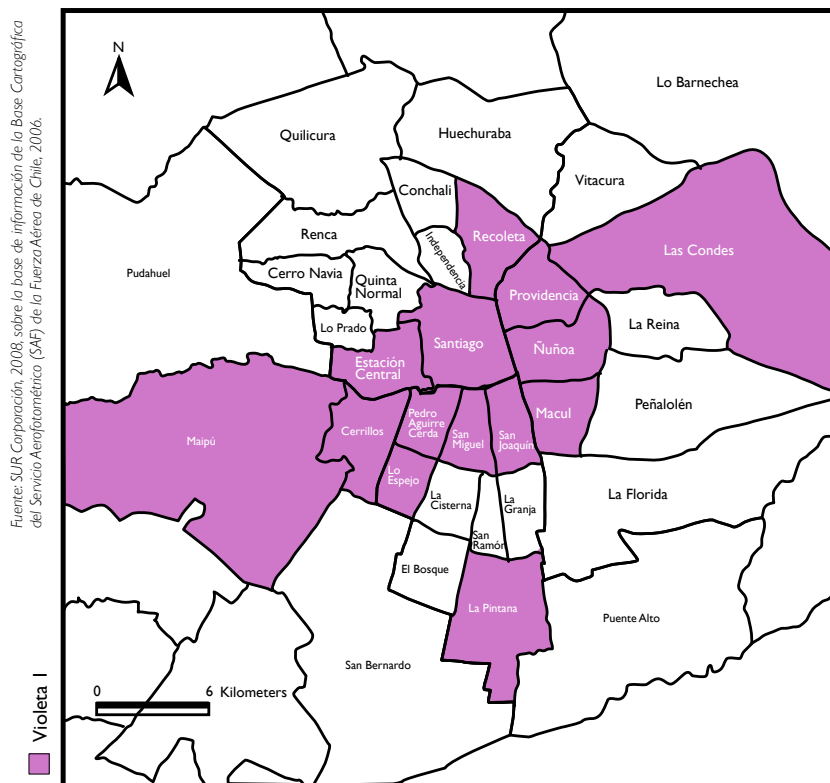 Fuente: SUR Corporación, 2008, sobre la base de información de la Base Cartográfica
del Servicio Aerofotométrico (SAF) de la Fuerza Aérea de Chile, 2006.
Violeta I
N
Lo Barnechea
Quilicura
Huechuraba
Vitacura
Conchali
Recoleta
Renca
Independencia
Las Condes
Pudahuel
Cerro Navia
Quinta
Normal
Providencia
Lo Prado
La Reina
Santiago
Ñuñoa
Estación
Central
Peñalolén
Macul
Pedro
Aguirre
Cerda
Cerrillos
San
Miguel
San
Joaquín
Maipú
Lo
Espejo
La
Cisterna
La
Granja
La Florida
San
Ramón
El Bosque
La Pintana
Puente Alto
San Bernardo
0 6 Kilometers